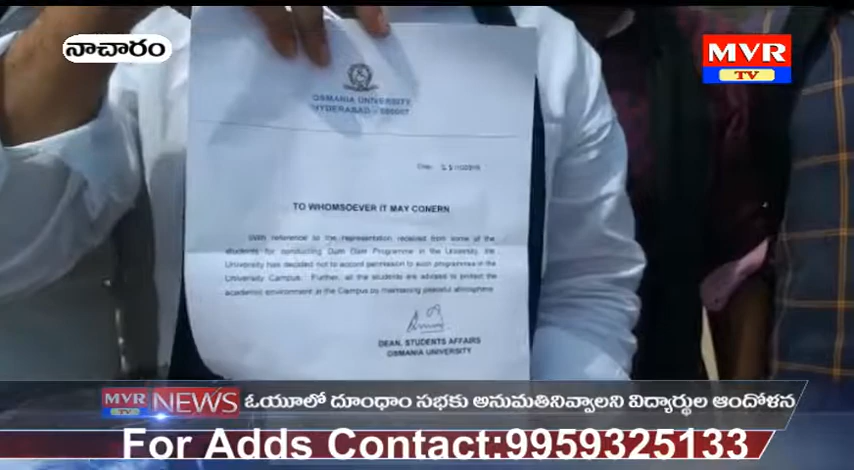 నాచారం
MVR
TV
OSMANIA UNIVERSITY
HYDERABAD - 500007
TO WHOMSOEVER IT MAY CONERN
With reference to the representation received from some of the
students for conducting Dum Dam Programme in the University, the
University has decided not to accord permission to such programmes in the
University Campus. Further, all the students are advised to protect the
academic environment in the Campus by maintaining peaceful atmosphere
DEAN, STUDENTS AFFAIRS
OSMANIA UNIVERSITY
MVR
TV
NEWS
ఓయూలో దూంధాం సభకు అనుమతినివ్వాలని విద్యార్థుల ఆందోళన
For Adds Contact:9959325133